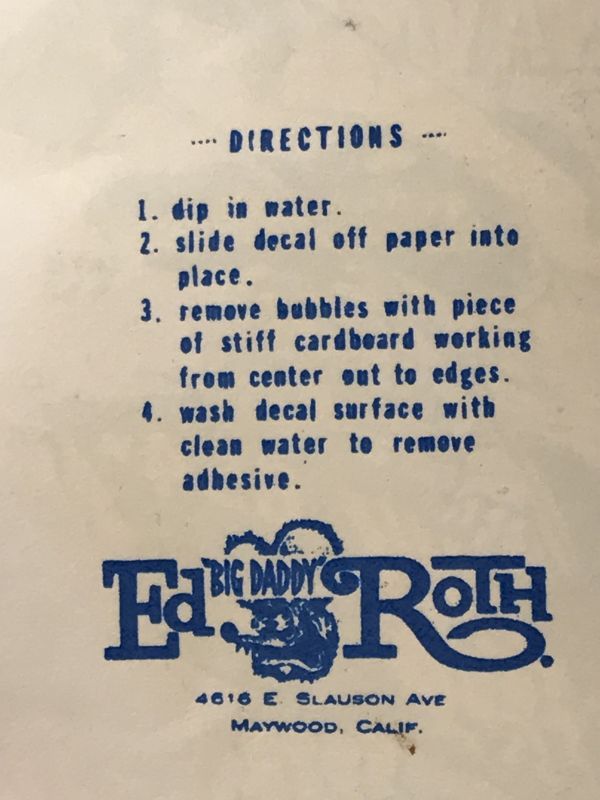 ···· DIRECTIONS ····
1. dip in water.
2. slide decal off paper into
place.
3. remove bubbles with piece
of stiff cardboard working
from center out to edges.
4. wash decal surface with
clean water to remove
adhesive.
Ed "BIG DADDY" ROTH.
4616 E. SLAUSON AVE
MAYWOOD, CALIF.